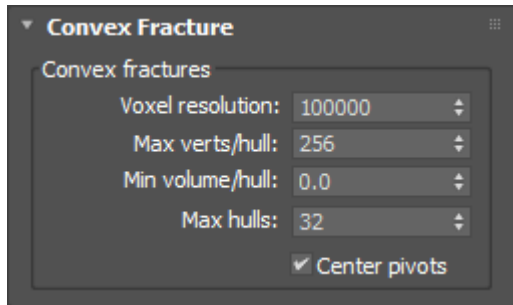 Convex Fracture
Convex fractures
Voxel resolution: 100000
Max verts/hull: 256
Min volume/hull: 0.0
Max hulls: 32
Center pivots